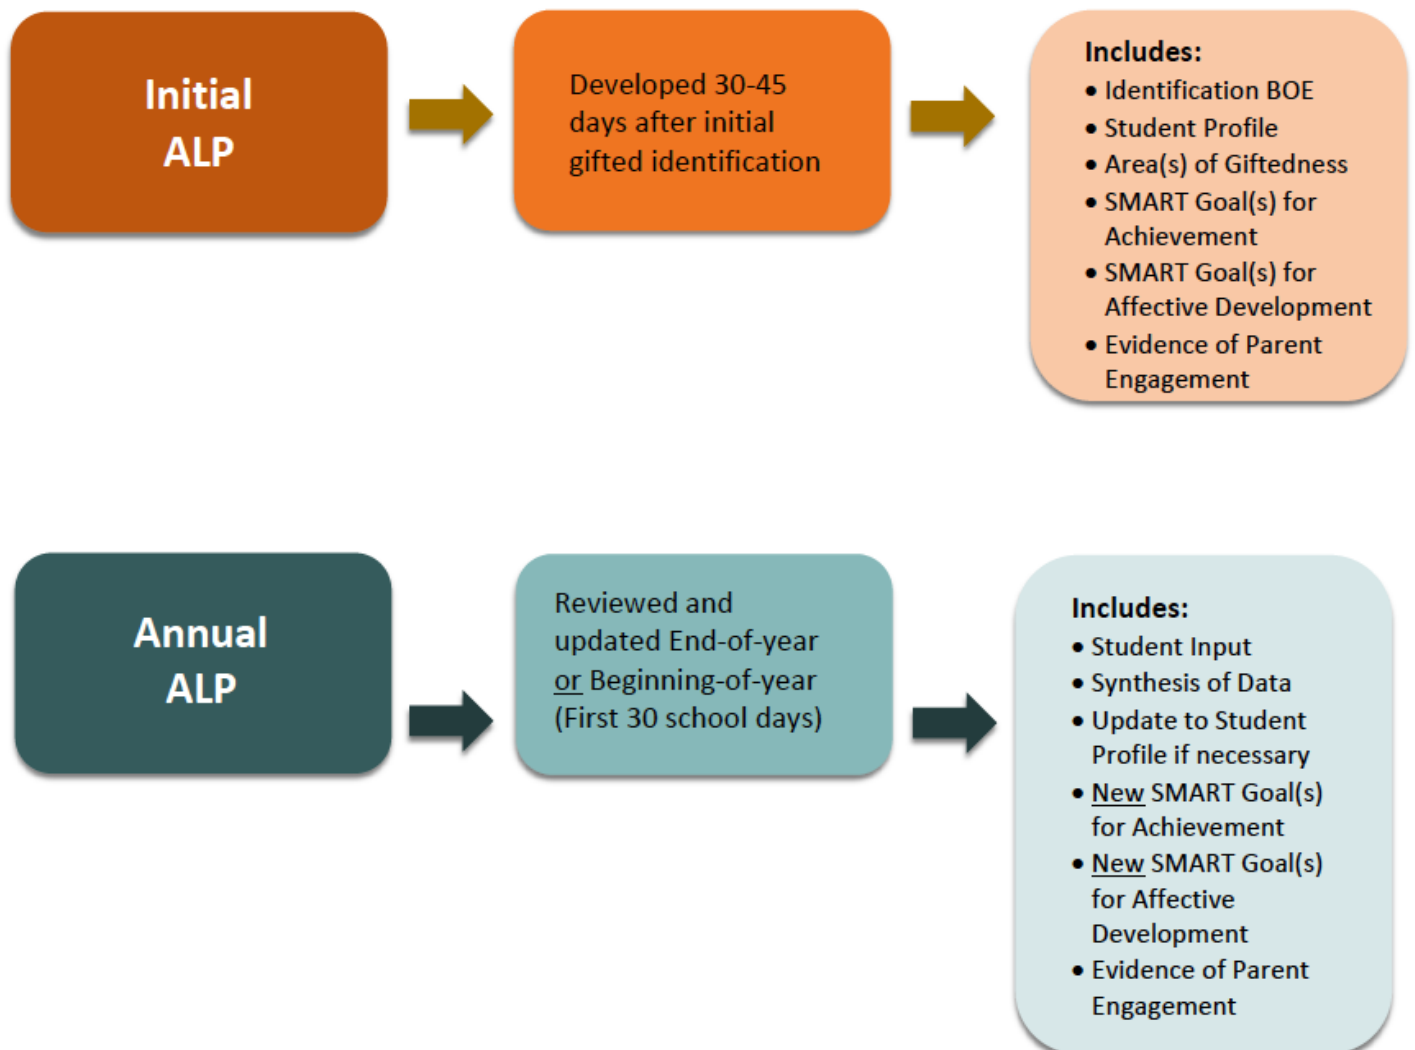 Initial
ALP
Developed 30-45
days after initial
gifted identification
Includes:
• Identification BOE
• Student Profile
• Area(s) of Giftedness
• SMART Goal(s) for
Achievement
• SMART Goal(s) for
Affective Development
• Evidence of Parent
Engagement
Annual
ALP
Reviewed and
updated End-of-year
or Beginning-of-year
(First 30 school days)
Includes:
• Student Input
• Synthesis of Data
• Update to Student
Profile if necessary
• New SMART Goal(s)
for Achievement
• New SMART Goal(s)
for Affective
Development
• Evidence of Parent
Engagement